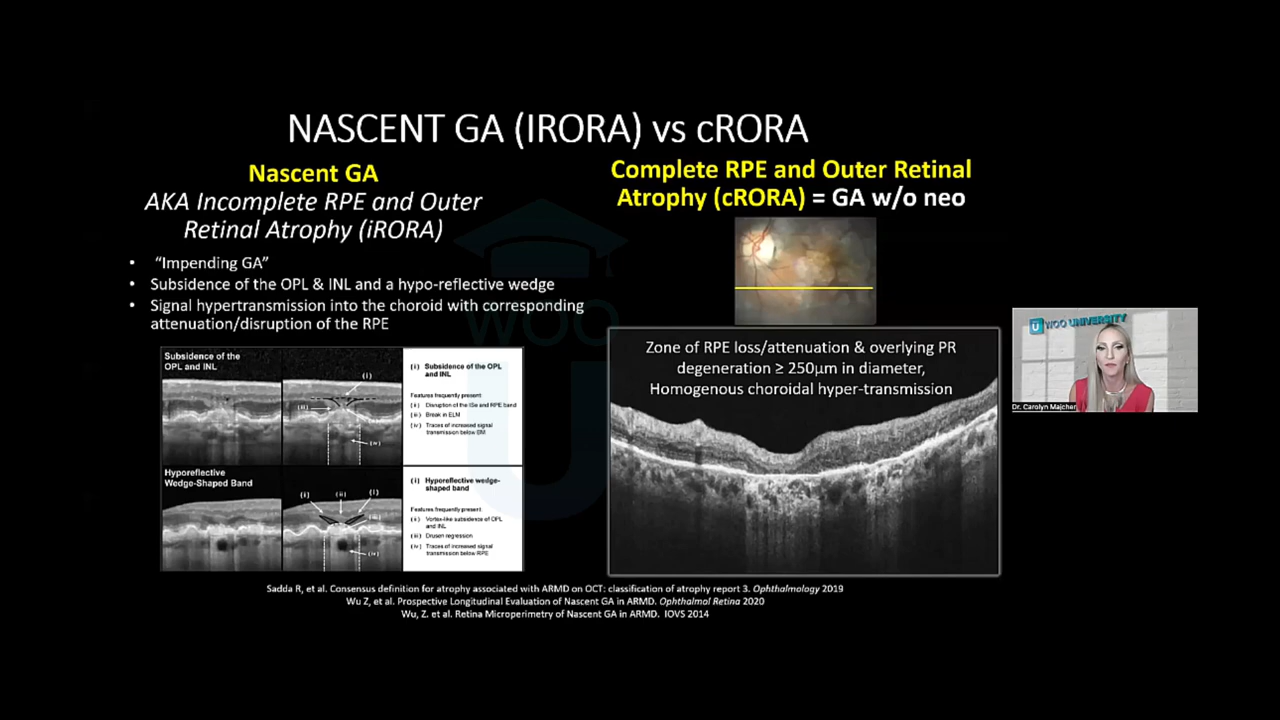 NASCENT GA (IRORA) vs cRORA
Nascent GA
AKA Incomplete RPE and Outer
Retinal Atrophy (iRORA)
• "Impending GA"
• Subsidence of the OPL & INL and a hypo-reflective wedge
• Signal hypertransmission into the choroid with corresponding
attenuation/disruption of the RPE
Subsidence of the
OPL and INL
(i)
(ii)
(iv)
(i) Subsidence of the OPL
and INL
Features frequently present:
(ii) Disruption of the ISe and RPE band
(iii) Break in ELM
(iv) Traces of increased signal
transmission below BM
Hyporeflective
Wedge-Shaped Band
(i)
(ii)
(i)
(iii)
(iv)
(i) Hyporeflective wedge-
shaped band
Features frequently present:
(ii) Vortex-like subsidence of OPL
and INL
(iii) Drusen regression
(iv) Traces of increased signal
transmission below RPE
Complete RPE and Outer Retinal
Atrophy (cRORA) = GA w/o neo
Zone of RPE loss/attenuation & overlying PR
degeneration ≥ 250µm in diameter,
Homogenous choroidal hyper-transmission
WOO UNIVERSITY
Dr. Carolyn Majcher
WOO
U
Sadda R, et al. Consensus definition for atrophy associated with ARMD on OCT: classification of atrophy report 3. Ophthalmology 2019
Wu Z, et al. Prospective Longitudinal Evaluation of Nascent GA in ARMD. Ophthalmol Retina 2020
Wu, Z. et al. Retina Microperimetry of Nascent GA in ARMD. IOVS 2014